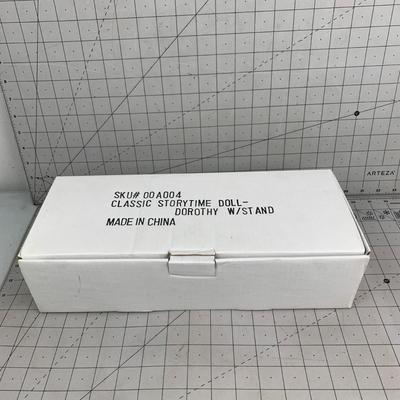 ARTEZA
SKU# 00A004
CLASSIC STORYTIME DOLL-
DOROTHY W/STAND
MADE IN CHINA